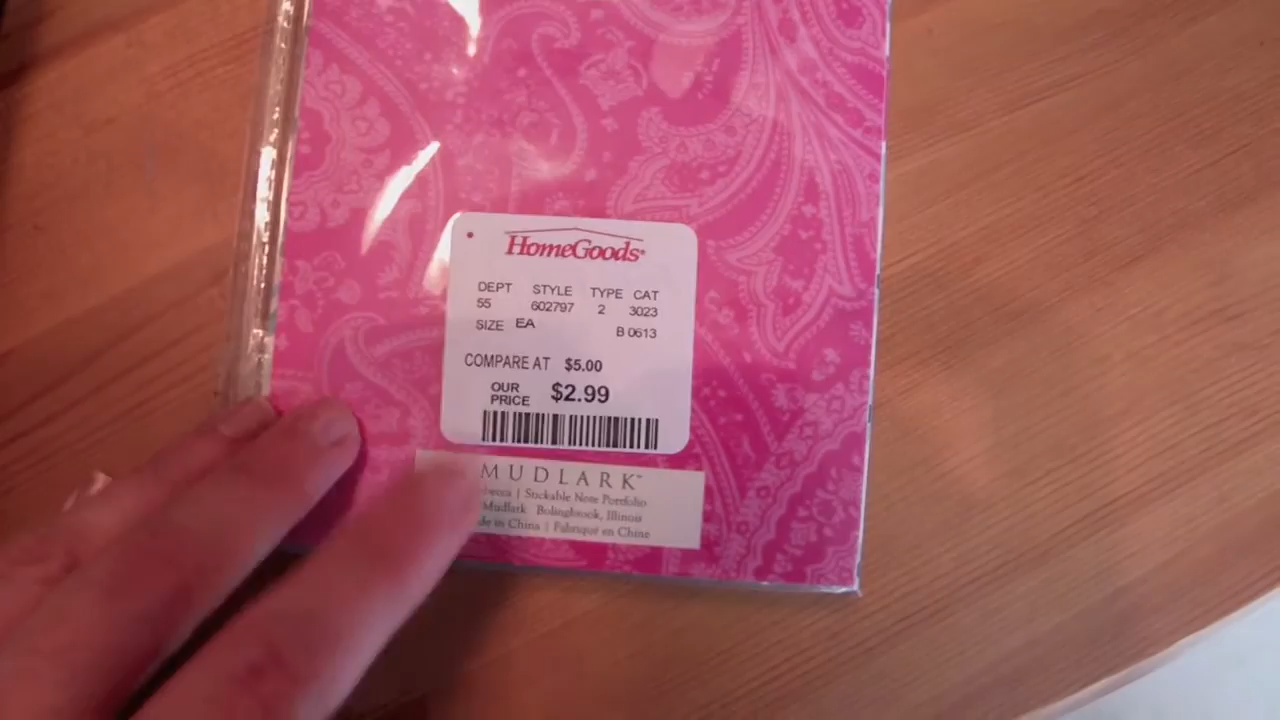 HomeGoods®
DEPT STYLE TYPE CAT
55 602797 2 3023
SIZE EA B 0613
COMPARE AT $5.00
OUR PRICE $2.99
MUDLARK™
| Stickable Note Portfolio
Mudlark Bolingbrook, Illinois
in China | Fabriqué en Chine